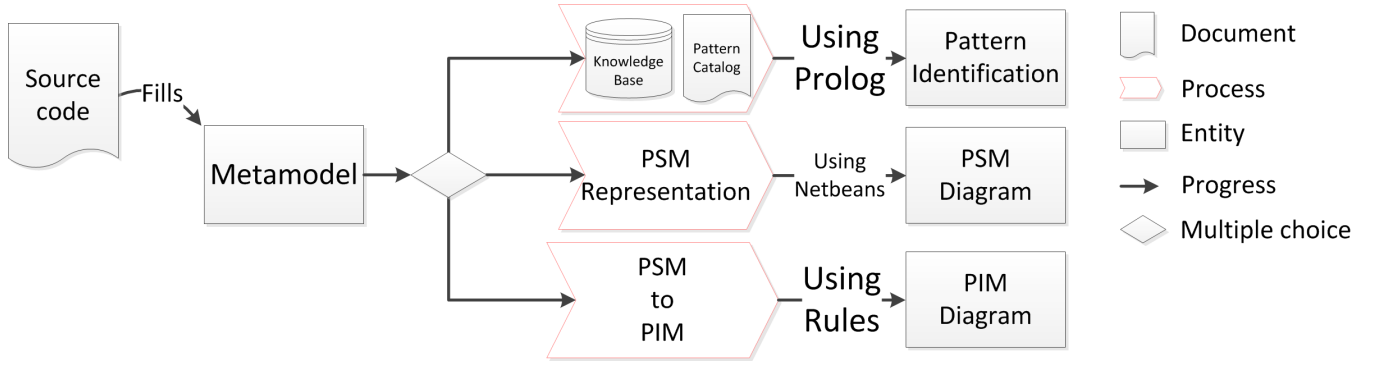 Source
code
Fills
Metamodel
Knowledge
Base
Pattern
Catalog
Using
Prolog
Pattern
Identification
PSM
Representation
Using
Netbeans
PSM
Diagram
PSM
to
PIM
Using
Rules
PIM
Diagram
Document
Process
Entity
Progress
Multiple choice